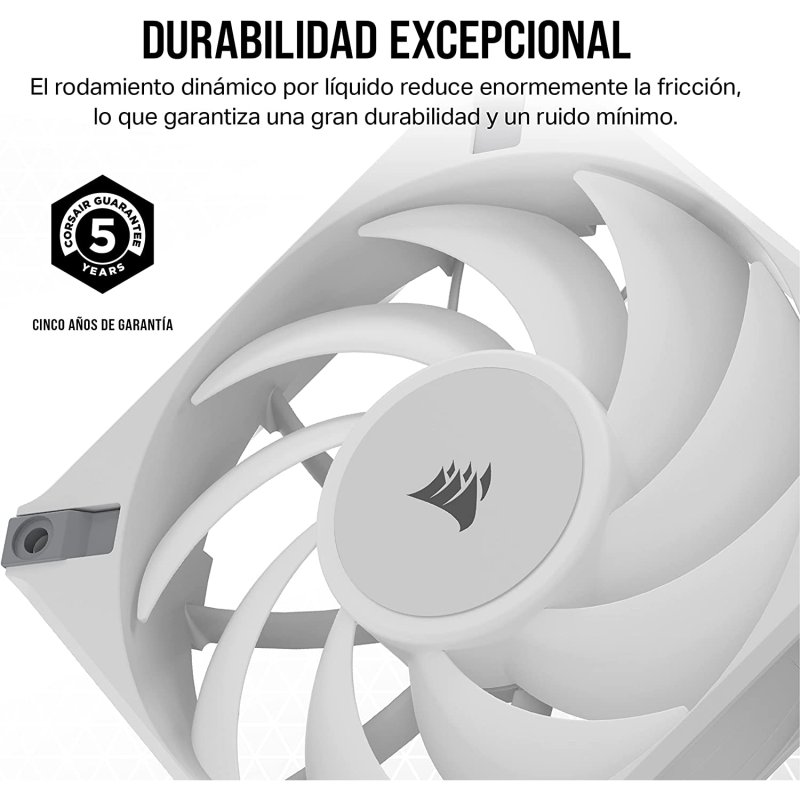 DURABILIDAD EXCEPCIONAL
El rodamiento dinámico por líquido reduce enormemente la fricción,
lo que garantiza una gran durabilidad y un ruido mínimo.
CORSAIR GUARANTEE
5
YEARS
CINCO AÑOS DE GARANTÍA